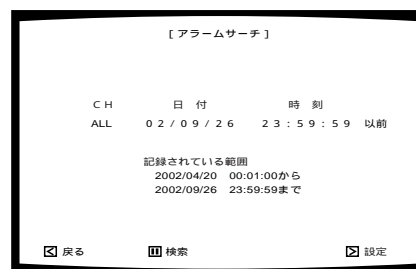 [アラームサーチ]
CH 日付 時刻
ALL 02/09/26 23:59:59 以前
記録されている範囲
2002/04/20 00:01:00から
2002/09/26 23:59:59まで
戻る 検索 設定